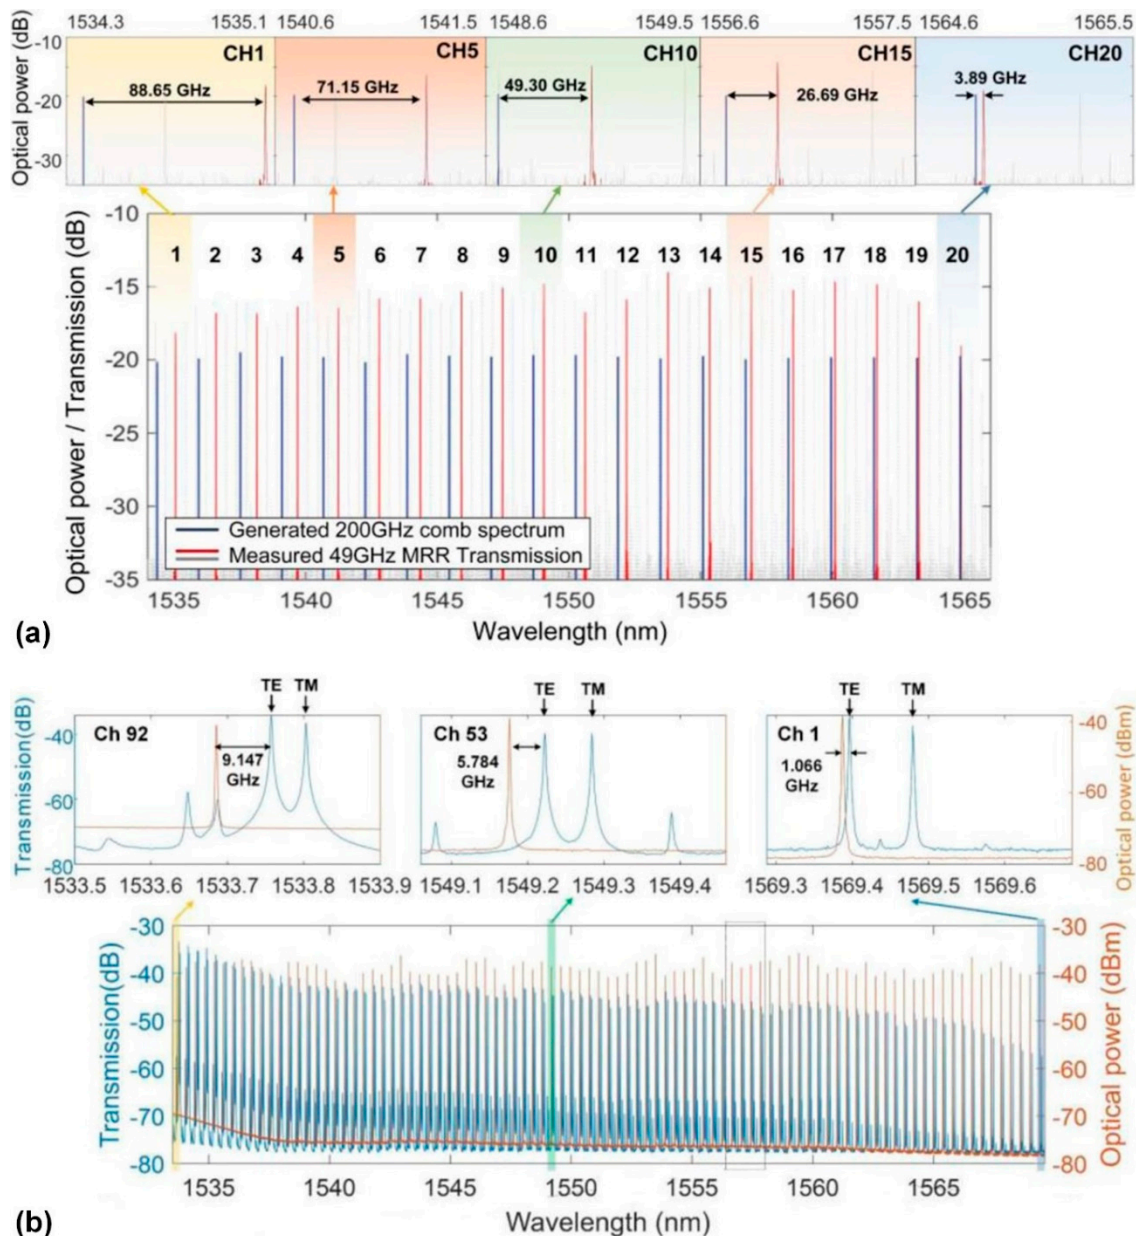 1534.3 1535.1 1540.6 1541.5 1548.6 1549.5 1556.6 1557.5 1564.6 1565.5
Optical power (dB)
-10
-20
-30
CH1 CH5 CH10 CH15 CH20
88.65 GHz 71.15 GHz 49.30 GHz 26.69 GHz 3.89 GHz
Optical power / Transmission (dB)
-10
-15
-20
-25
-30
-35
1 2 3 4 5 6 7 8 9 10 11 12 13 14 15 16 17 18 19 20
Generated 200GHz comb spectrum
Measured 49GHz MRR Transmission
1535 1540 1545 1550 1555 1560 1565
Wavelength (nm)
(a)
TE TM TE TM TE TM
Transmission(dB)
-40
-60
-80
Ch 92 Ch 53 Ch 1
9.147
GHz
5.784
GHz
1.066
GHz
-40
-60
-80
Optical power(dBm)
1533.5 1533.6 1533.7 1533.8 1533.9 1549.1 1549.2 1549.3 1549.4 1569.3 1569.4 1569.5 1569.6
Transmission(dB)
-30
-40
-50
-60
-70
-80
-30
-40
-50
-60
-70
-80
Optical power (dBm)
1535 1540 1545 1550 1555 1560 1565
Wavelength (nm)
(b)